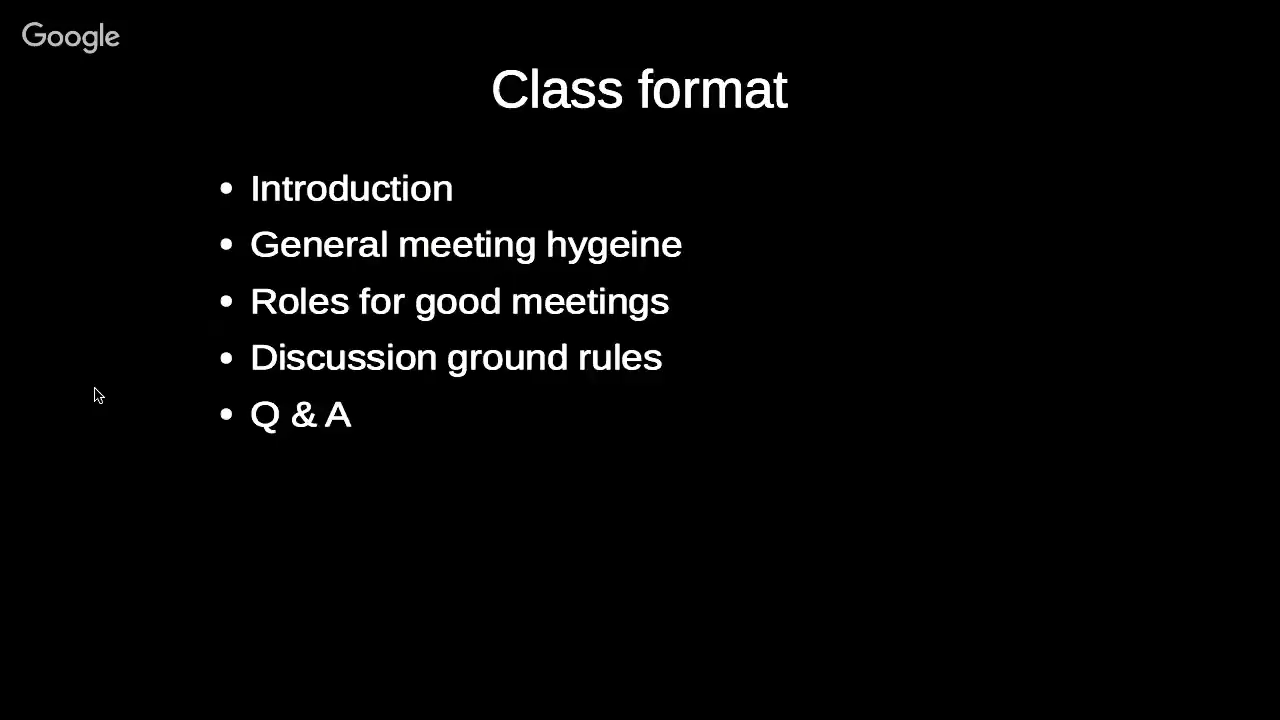 Google
Class format
• Introduction
• General meeting hygeine
• Roles for good meetings
• Discussion ground rules
• Q & A